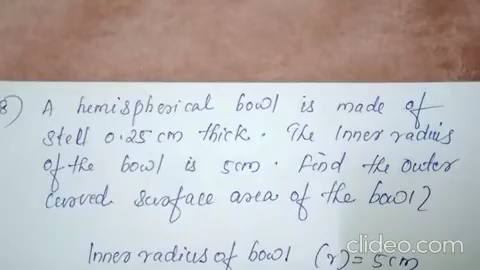 8) A hemispherical bowl is made of
stell 0.25 cm thick. The Inner radius
of the bowl is 5cm. Find the outer
curved surface area of the bowl?
Inner radius of bowl (r) = 5cm
clideo.com